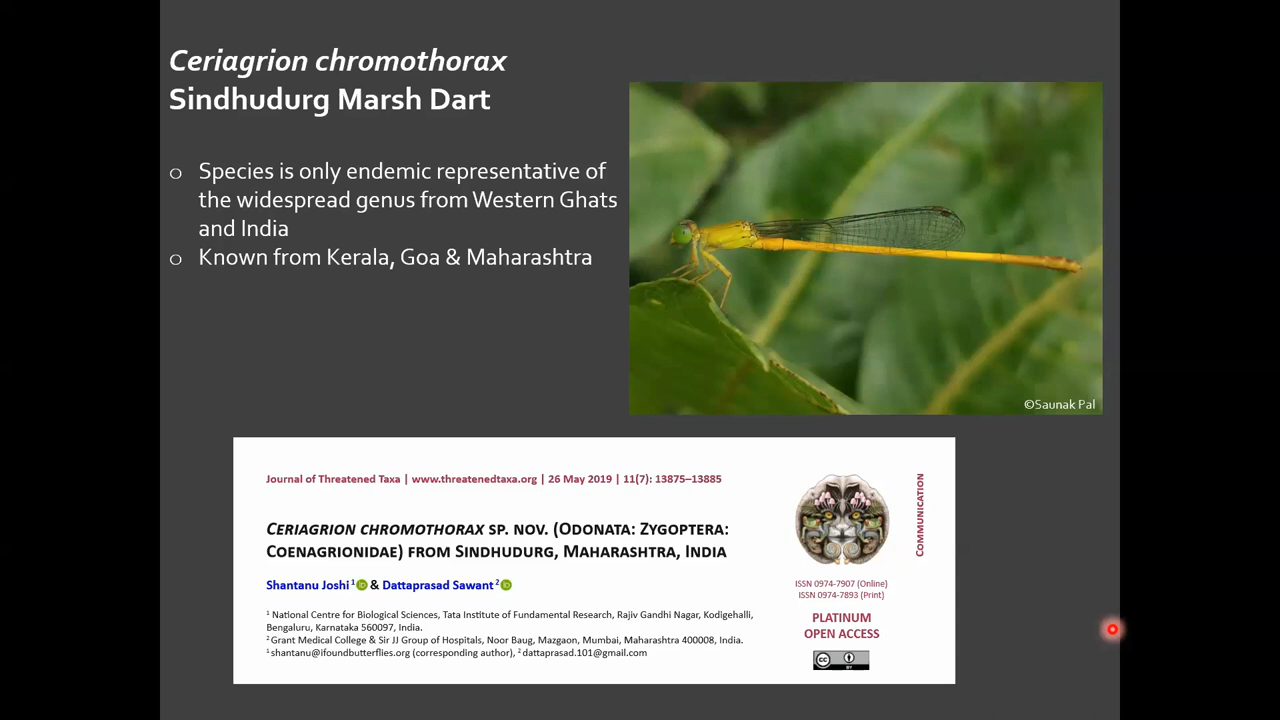 Ceriagrion chromothorax
Sindhudurg Marsh Dart
o Species is only endemic representative of
the widespread genus from Western Ghats
and India
o Known from Kerala, Goa & Maharashtra
©Saunak Pal
Journal of Threatened Taxa | www.threatenedtaxa.org | 26 May 2019 | 11(7): 13875–13885
CERIAGRION CHROMOTHORAX SP. NOV. (ODONATA: ZYGOPTERA:
COENAGRIONIDAE) FROM SINDHUDURG, MAHARASHTRA, INDIA
Shantanu Joshi 1 iD & Dattaprasad Sawant 2 iD
1 National Centre for Biological Sciences, Tata Institute of Fundamental Research, Rajiv Gandhi Nagar, Kodigehalli,
Bengaluru, Karnataka 560097, India.
2 Grant Medical College & Sir JJ Group of Hospitals, Noor Baug, Mazgaon, Mumbai, Maharashtra 400008, India.
1 shantanu@ifoundbutterflies.org (corresponding author), 2 dattaprasad.101@gmail.com
COMMUNICATION
ISSN 0974-7907 (Online)
ISSN 0974-7893 (Print)
PLATINUM
OPEN ACCESS
CC BY